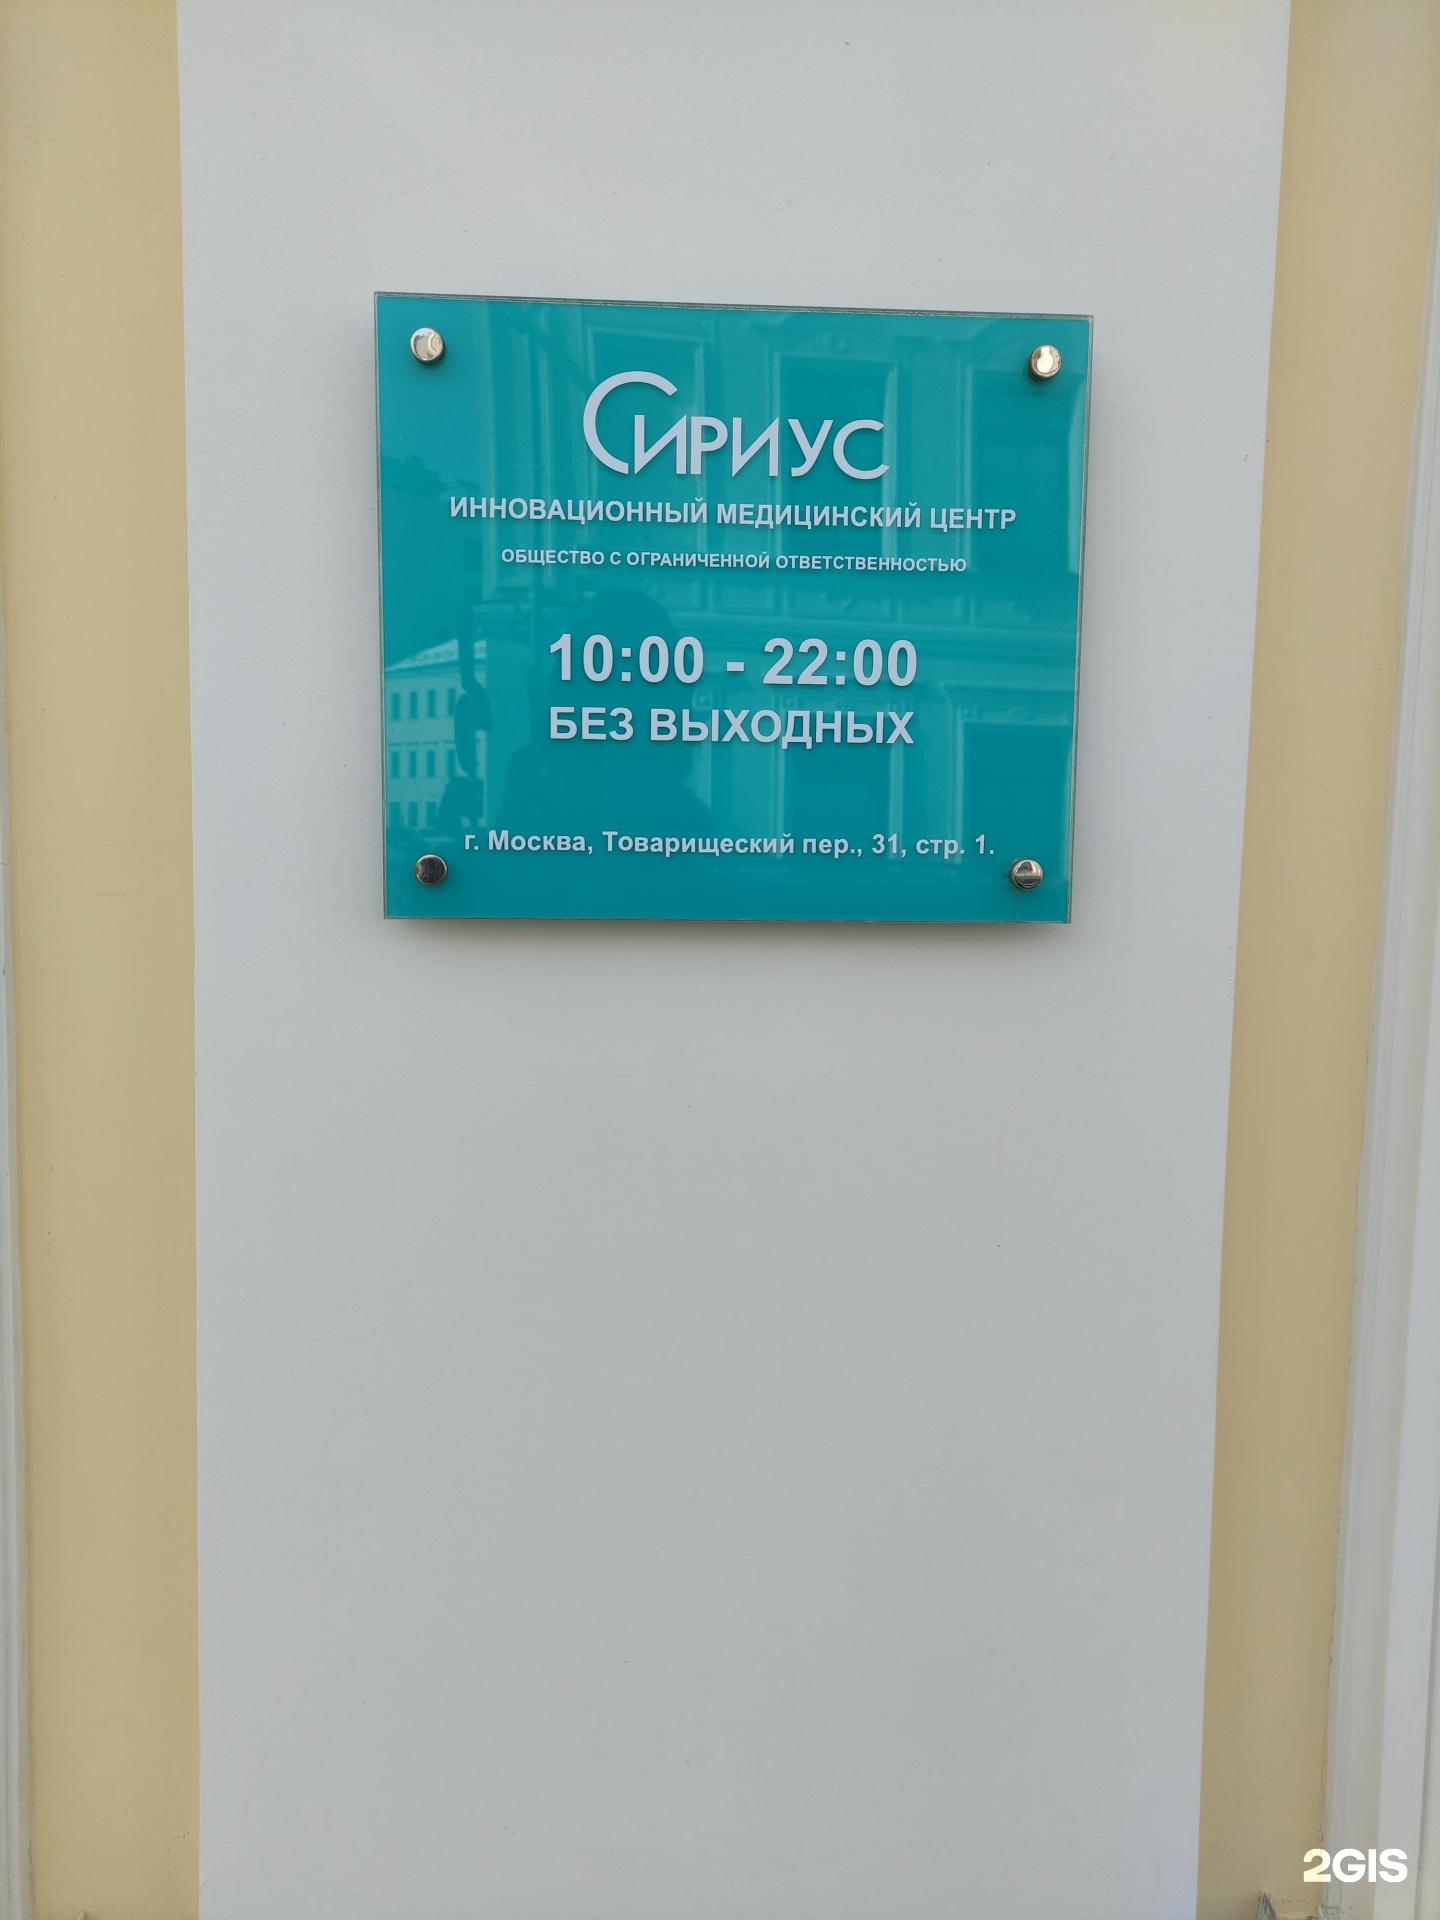 СИРИУС
ИННОВАЦИОННЫЙ МЕДИЦИНСКИЙ ЦЕНТР
ОБЩЕСТВО С ОГРАНИЧЕННОЙ ОТВЕТСТВЕННОСТЬЮ
10:00 - 22:00
БЕЗ ВЫХОДНЫХ
г. Москва, Товарищеский пер., 31, стр. 1.
2GIS